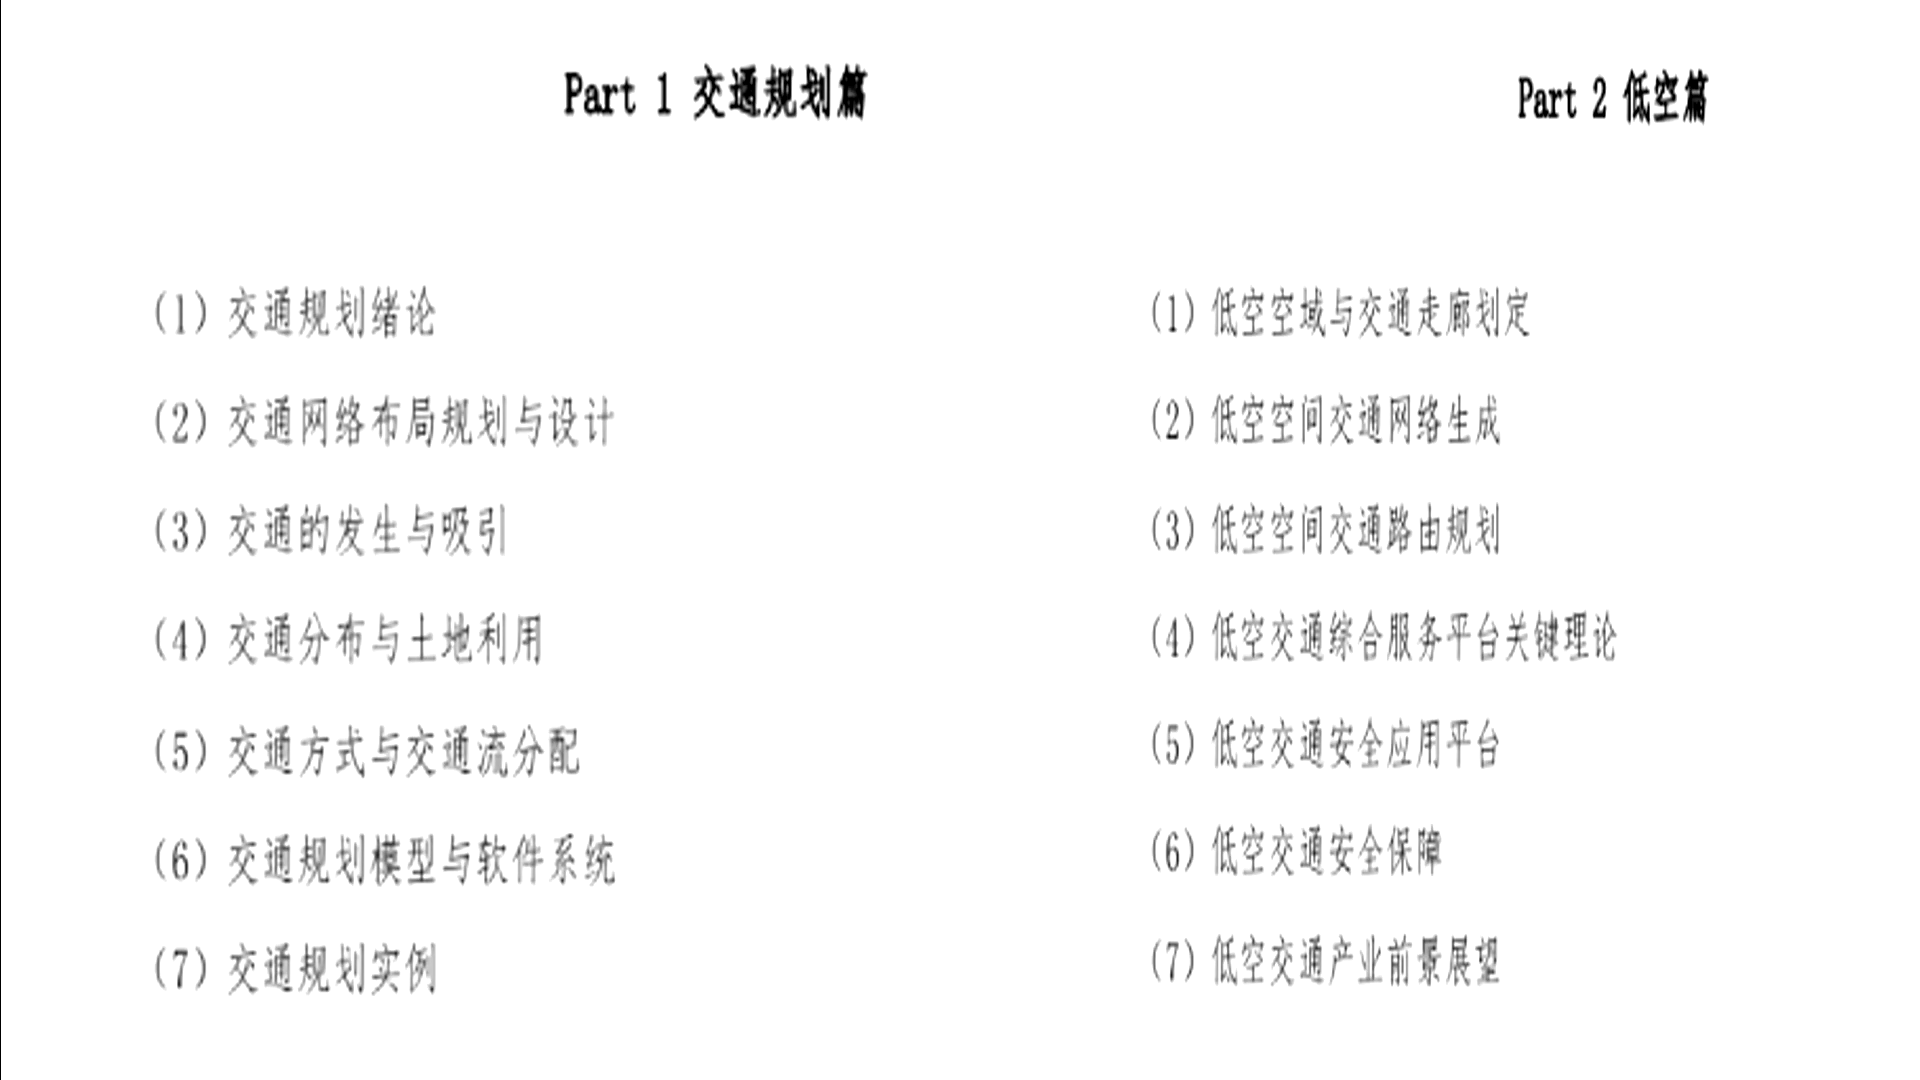 Part 1 交通规划篇
(1) 交通规划绪论
(2) 交通网络布局规划与设计
(3) 交通的发生与吸引
(4) 交通分布与土地利用
(5) 交通方式与交通流分配
(6) 交通规划模型与软件系统
(7) 交通规划实例
Part 2 低空篇
(1) 低空空域与交通走廊划定
(2) 低空空间交通网络生成
(3) 低空空间交通路由规划
(4) 低空交通综合服务平台关键理论
(5) 低空交通安全应用平台
(6) 低空交通安全保障
(7) 低空交通产业前景展望